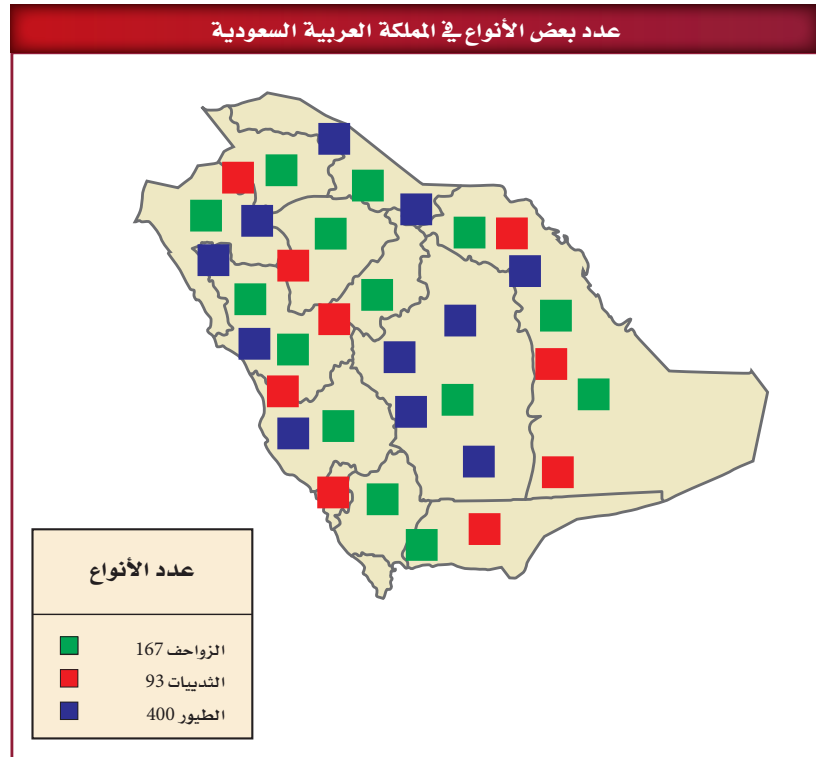 عدد بعض الأنواع في المملكة العربية السعودية
عدد الأنواع
الزواحف 167
الثدييات 93
الطيور 400